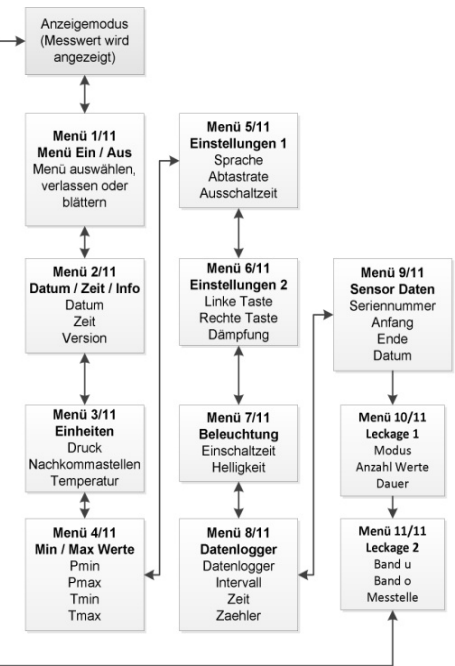 Anzeigemodus
(Messwert wird
angezeigt)
Menü 1/11
Menü Ein / Aus
Menü auswählen,
verlassen oder
blättern
Menü 2/11
Datum / Zeit / Info
Datum
Zeit
Version
Menü 3/11
Einheiten
Druck
Nachkommastellen
Temperatur
Menü 4/11
Min / Max Werte
Pmin
Pmax
Tmin
Tmax
Menü 5/11
Einstellungen 1
Sprache
Abtastrate
Ausschaltzeit
Menü 6/11
Einstellungen 2
Linke Taste
Rechte Taste
Dämpfung
Menü 7/11
Beleuchtung
Einschaltzeit
Helligkeit
Menü 8/11
Datenlogger
Datenlogger
Intervall
Zeit
Zaehler
Menü 9/11
Sensor Daten
Seriennummer
Anfang
Ende
Datum
Menü 10/11
Leckage 1
Modus
Anzahl Werte
Dauer
Menü 11/11
Leckage 2
Band u
Band o
Messtelle